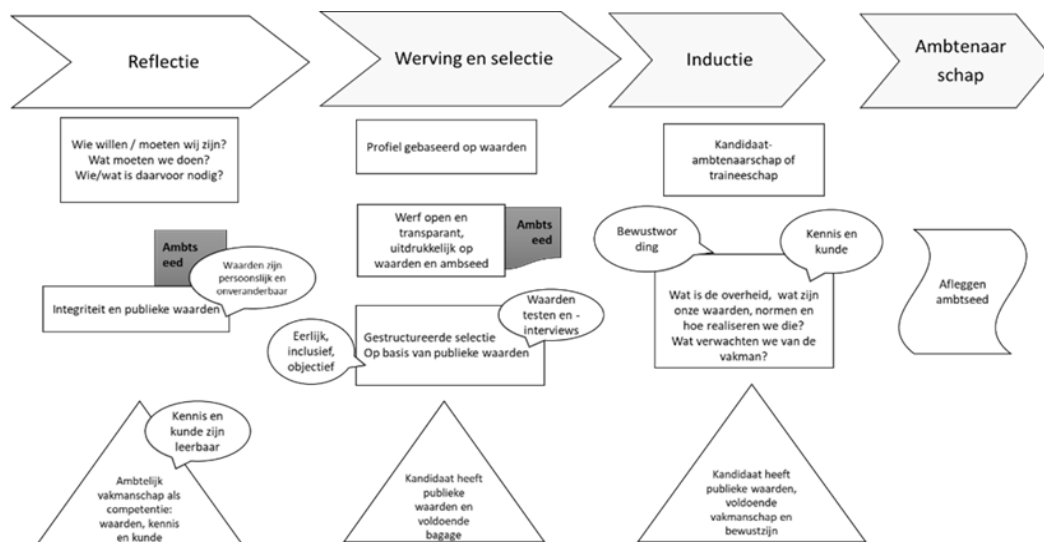 Reflectie
Werving en selectie
Inductie
Ambtenaar
schap
Wie willen / moeten wij zijn?
Wat moeten we doen?
Wie/wat is daarvoor nodig?
Profiel gebaseerd op waarden
Kandidaat-
ambtenaarschap of
traineeschap
Ambts
eed
Waarden zijn
persoonslijk en
onveranderbaar
Integriteit en publieke waarden
Werf open en
transparant,
uitdrukkelijk op
waarden en ambseed
Ambts
eed
Bewustwor
ding
Kennis en
kunde
Wat is de overheid, wat zijn
onze waarden, normen en
hoe realiseren we die?
Wat verwachten we van de
vakman?
Afleggen
ambtseed
Waarden
testen en -
interviews
Eerlijk,
inclusief,
objectief
Gestructureerde selectie
Op basis van publieke waarden
Kennis en
kunde zijn
leerbaar
Ambtelijk
vakmanschap als
competentie:
waarden, kennis
en kunde
Kandidaat heeft
publieke
waarden en
voldoende
bagage
Kandidaat heeft
publieke waarden,
voldoende
vakmanschap en
bewustzijn